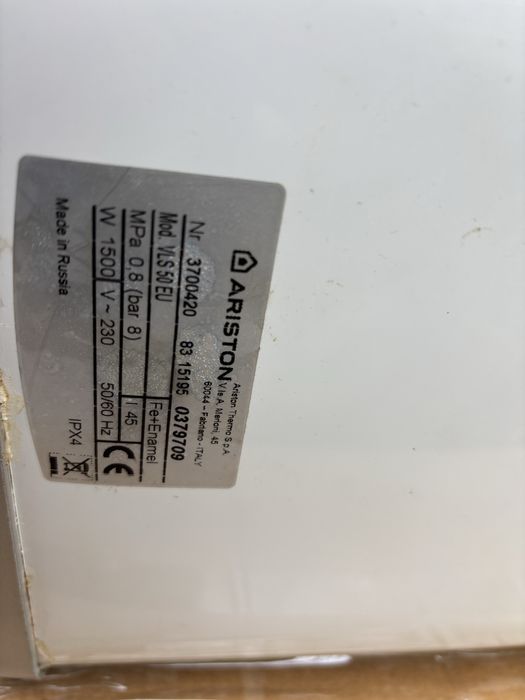 ARISTON
Ariston Thermo S.p.A.
V.le A. Merloni, 45
60044 – Fabriano - ITALY
Nr 3700420 83 15195 0379709
Mod. VLS 50 EU Fe+Enamel
MPa 0,8 (bar 8) l 45
W 1500 V~ 230 50/60 Hz CE
Made in Russia IPX4